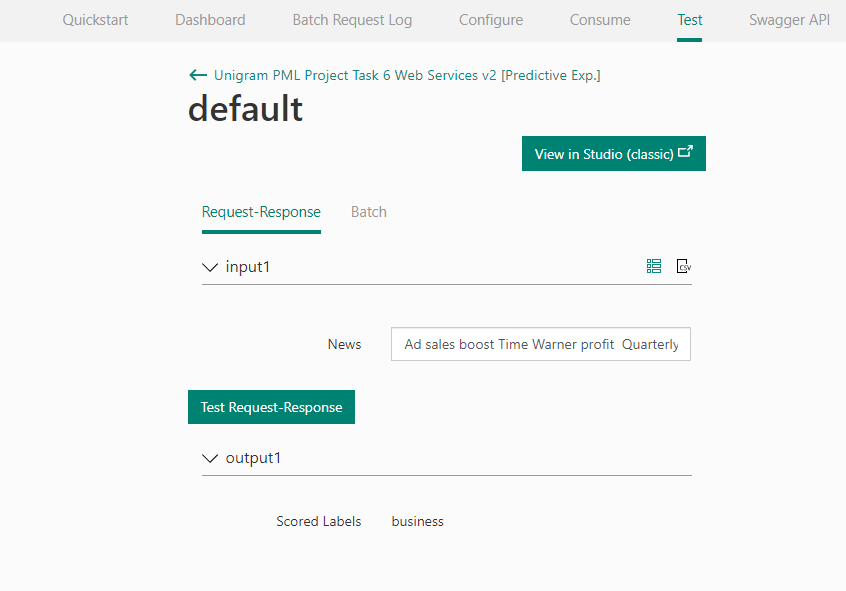 Quickstart Dashboard Batch Request Log Configure Consume Test Swagger API
Unigram PML Project Task 6 Web Services v2 [Predictive Exp.]
default
View in Studio (classic)
Request-Response Batch
input1 CSV
News Ad sales boost Time Warner profit Quarterly
Test Request-Response
output1
Scored Labels business